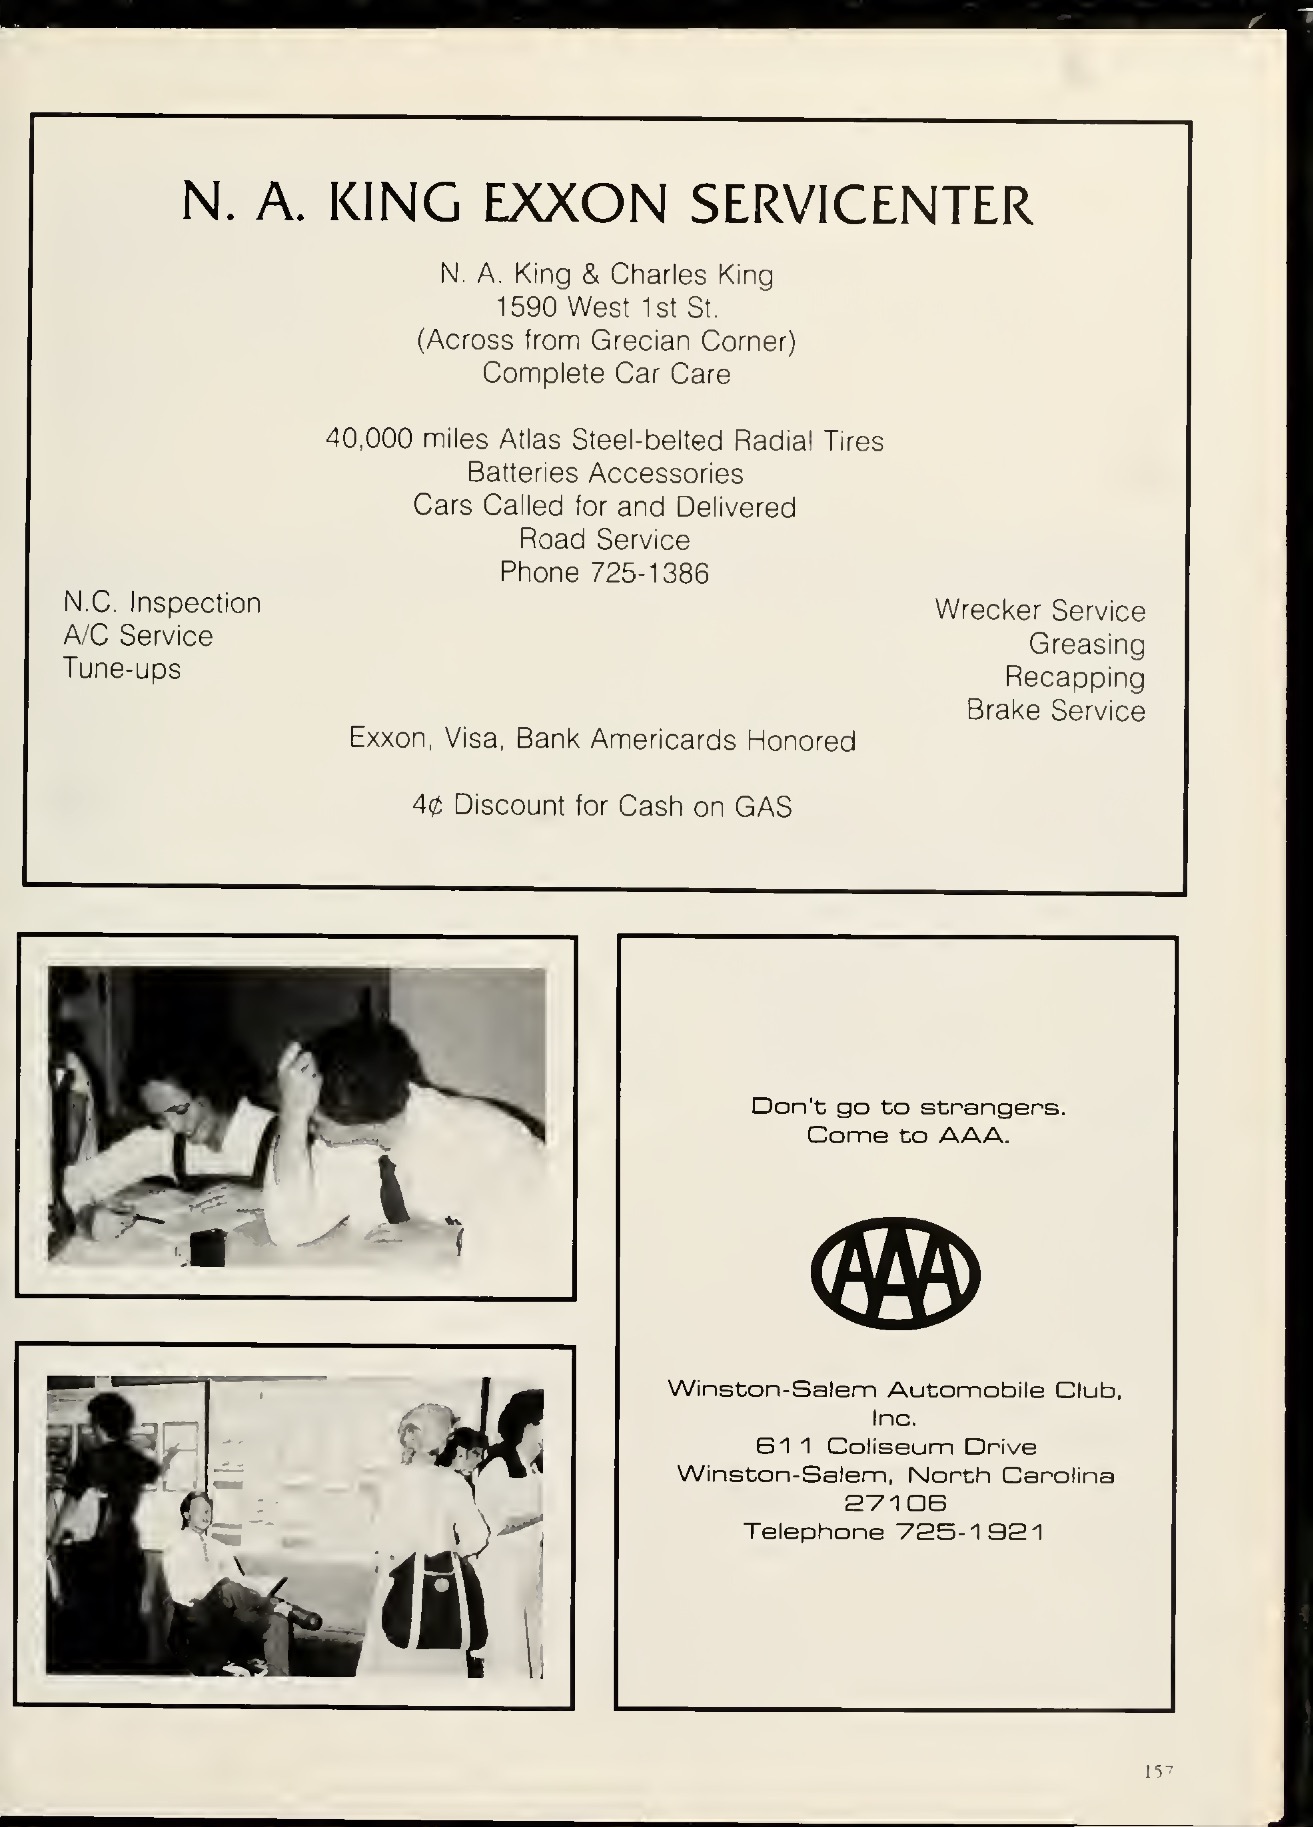 N. A. KING EXXON SERVICENTER
N. A. King & Charles King
1590 West 1st St.
(Across from Grecian Corner)
Complete Car Care
40,000 miles Atlas Steel-belted Radial Tires
Batteries Accessories
Cars Called for and Delivered
Road Service
Phone 725-1386
N.C. Inspection
A/C Service
Tune-ups
Wrecker Service
Greasing
Recapping
Brake Service
Exxon, Visa, Bank Americards Honored
4¢ Discount for Cash on GAS
Don't go to strangers.
Come to AAA.
AAA
Winston-Salem Automobile Club,
Inc.
611 Coliseum Drive
Winston-Salem, North Carolina
27106
Telephone 725-1921
157